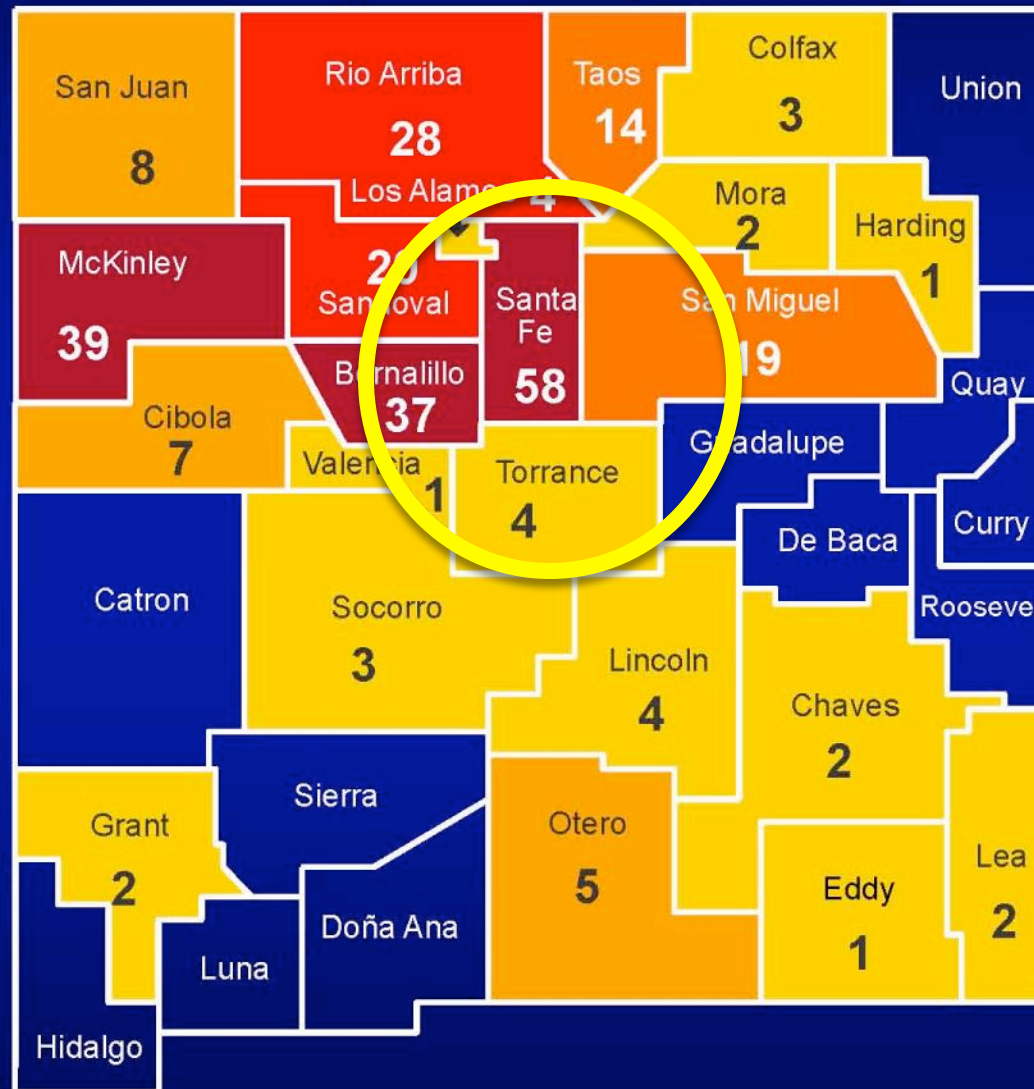 San Juan
8
Rio Arriba
28
Taos
14
Colfax
3
Union
Los Alamos 4
Mora
2
Harding
1
McKinley
39
Sandoval
Santa
Fe
58
San Miguel
19
Bernalillo
37
Quay
Cibola
7
Valencia
1
Torrance
4
Guadalupe
De Baca
Curry
Catron
Socorro
3
Lincoln
4
Chaves
2
Rooseve
Sierra
Grant
2
Otero
5
Eddy
1
Lea
2
Doña Ana
Luna
Hidalgo